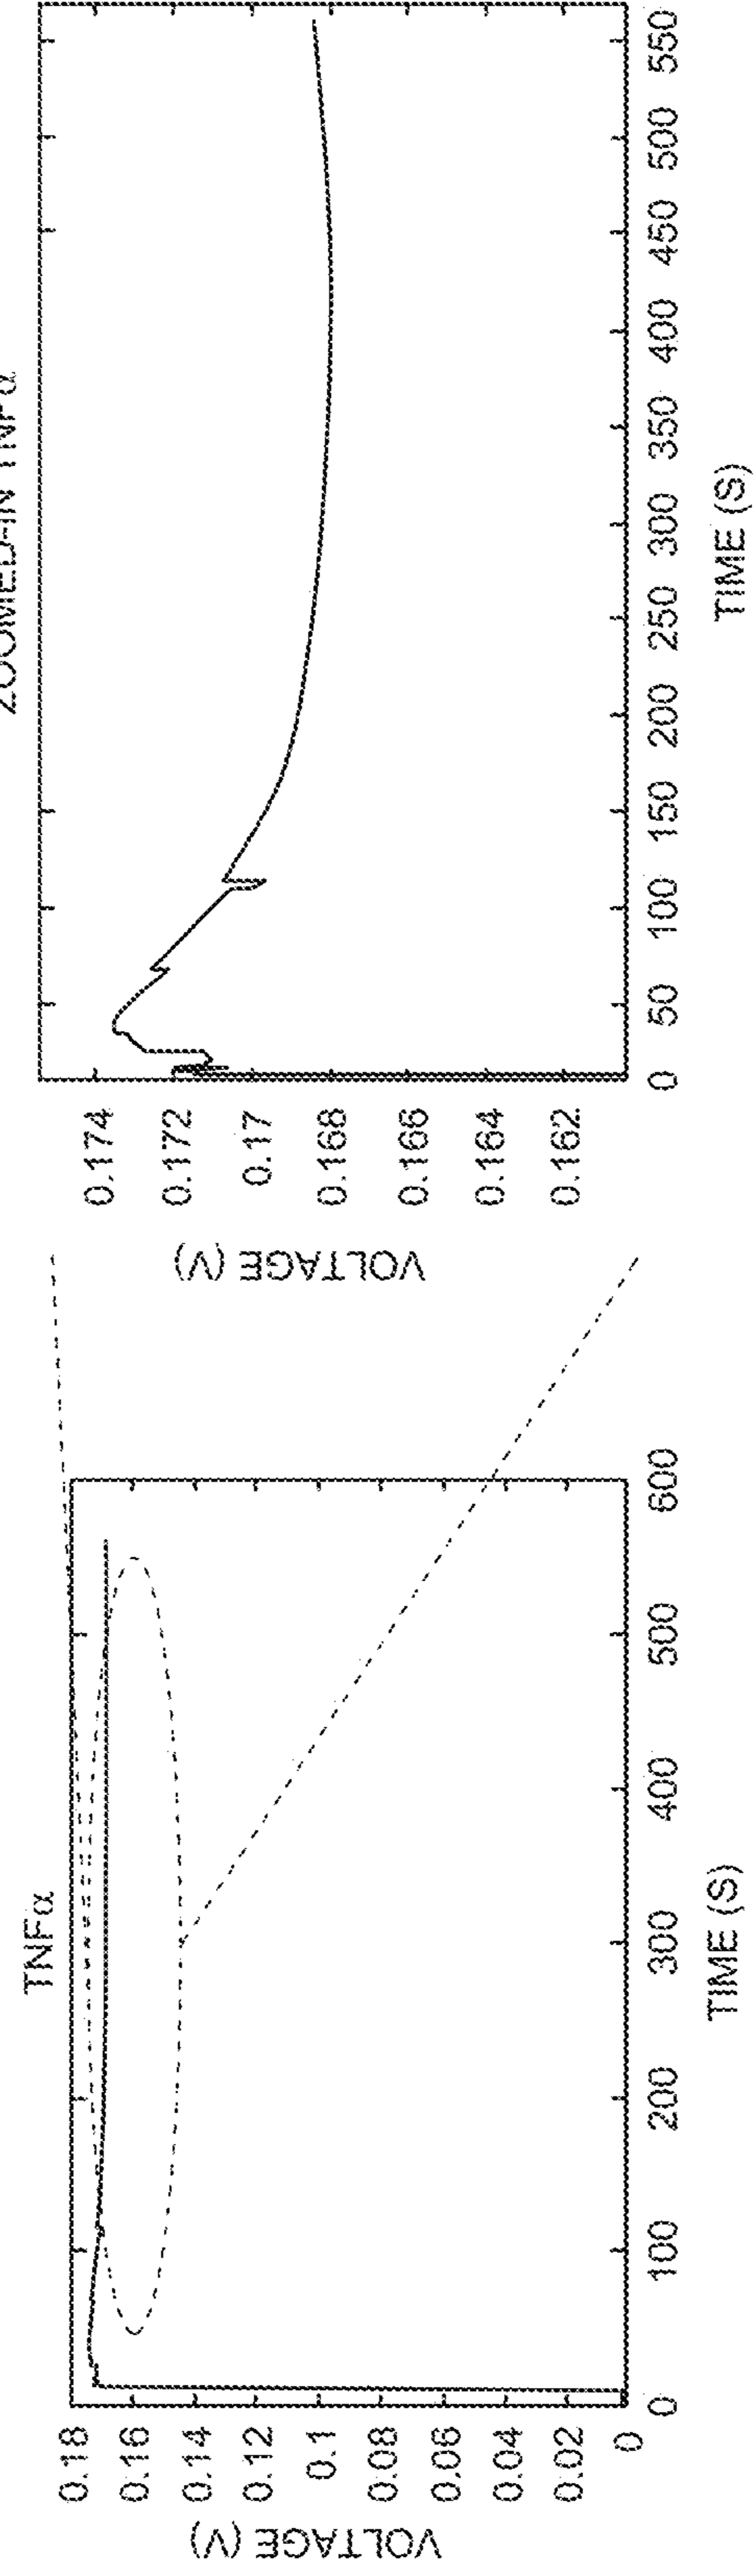 TNFα
VOLTAGE (V)
0.18
0.16
0.14
0.12
0.1
0.08
0.06
0.04
0.02
0
0 100 200 300 400 500 600
TIME (S)
ZOOMED-IN TNFα
VOLTAGE (V)
0.174
0.172
0.17
0.168
0.166
0.164
0.162
0 50 100 150 200 250 300 350 400 450 500 550
TIME (S)